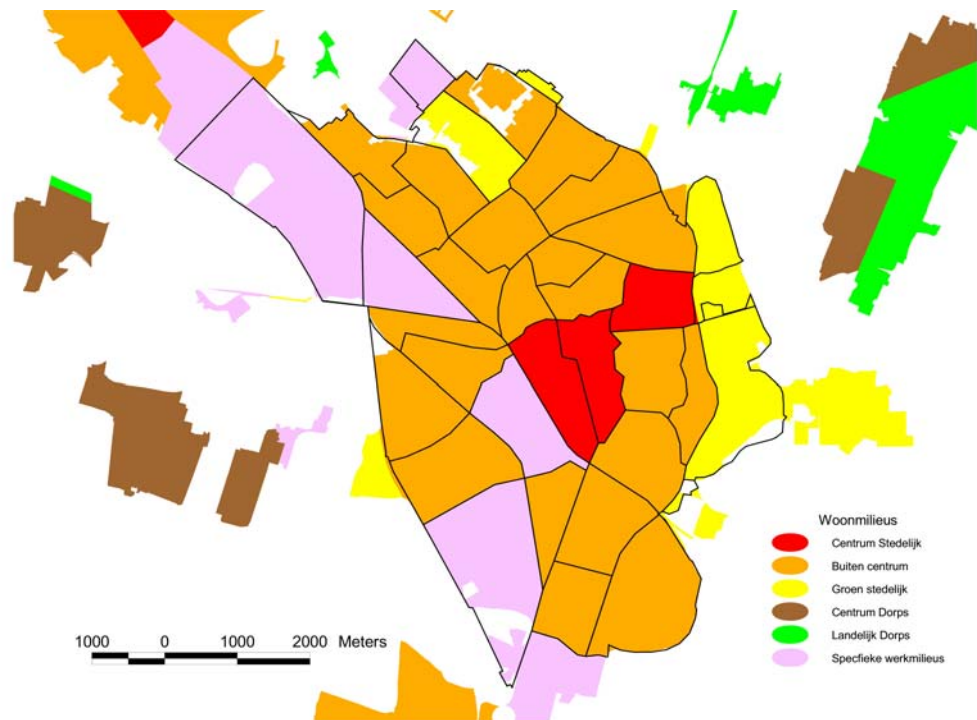 Woonmilieus
Centrum Stedelijk
Buiten centrum
Groen stedelijk
Centrum Dorps
Landelijk Dorps
Specfieke werkmilieus
1000 0 1000 2000 Meters